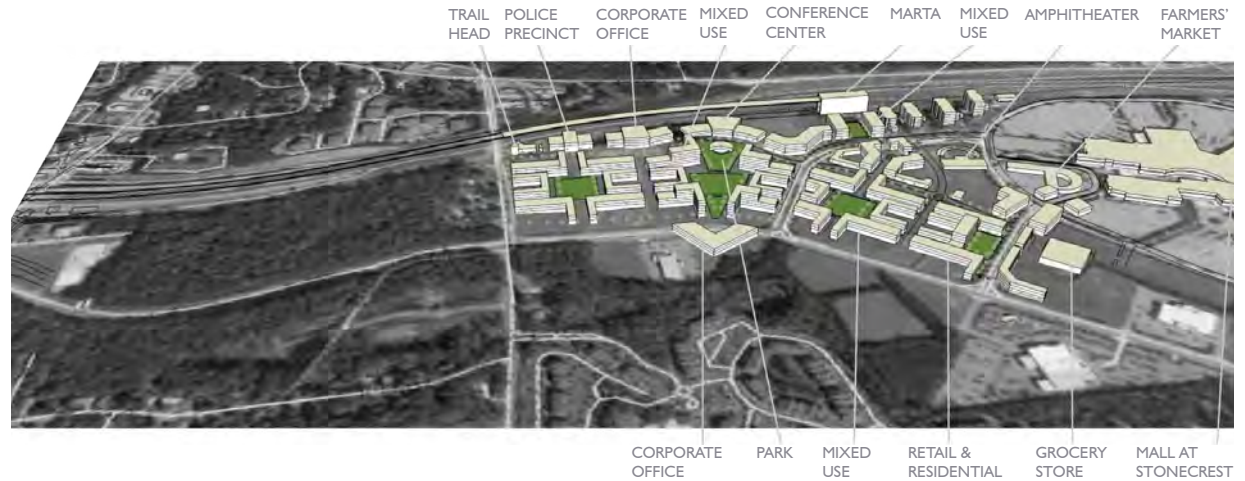 TRAIL HEAD
POLICE PRECINCT
CORPORATE OFFICE
MIXED USE
CONFERENCE CENTER
MARTA
MIXED USE
AMPHITHEATER
FARMERS' MARKET
CORPORATE OFFICE
PARK
MIXED USE
RETAIL & RESIDENTIAL
GROCERY STORE
MALL AT STONECREST